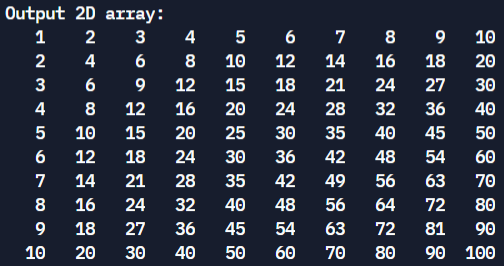 Output 2D array:
1 2 3 4 5 6 7 8 9 10
2 4 6 8 10 12 14 16 18 20
3 6 9 12 15 18 21 24 27 30
4 8 12 16 20 24 28 32 36 40
5 10 15 20 25 30 35 40 45 50
6 12 18 24 30 36 42 48 54 60
7 14 21 28 35 42 49 56 63 70
8 16 24 32 40 48 56 64 72 80
9 18 27 36 45 54 63 72 81 90
10 20 30 40 50 60 70 80 90 100